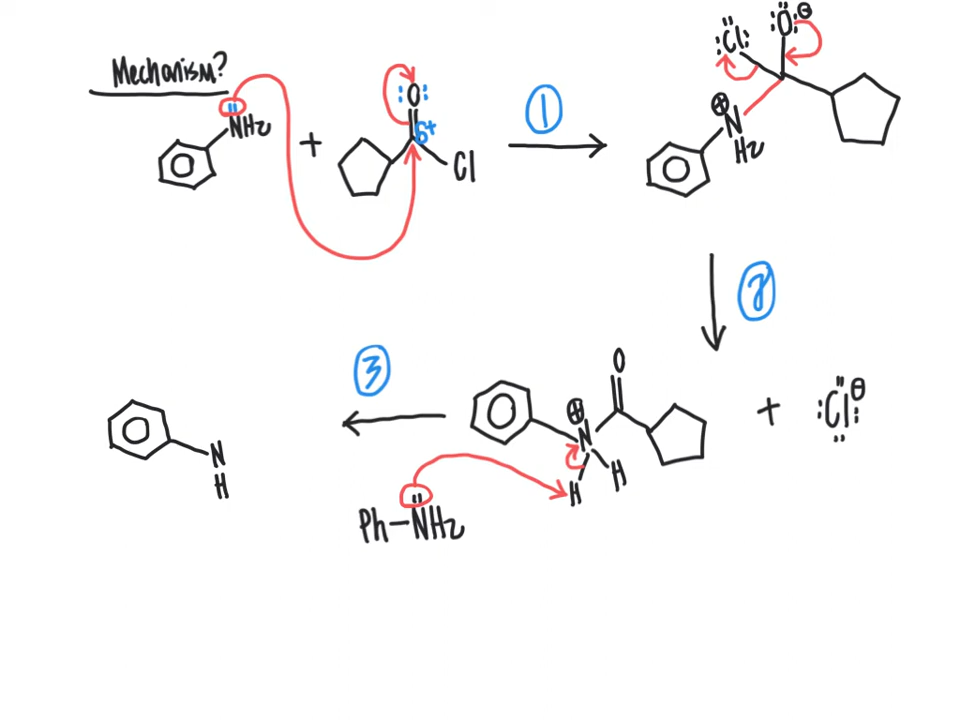 Mechanism?
NH2
+
O
δ+
Cl
1
Cl
O ⊖
⊕
N
H2
2
O
⊕
N
H
H
+
Cl ⊖
3
N
H
Ph-NH2